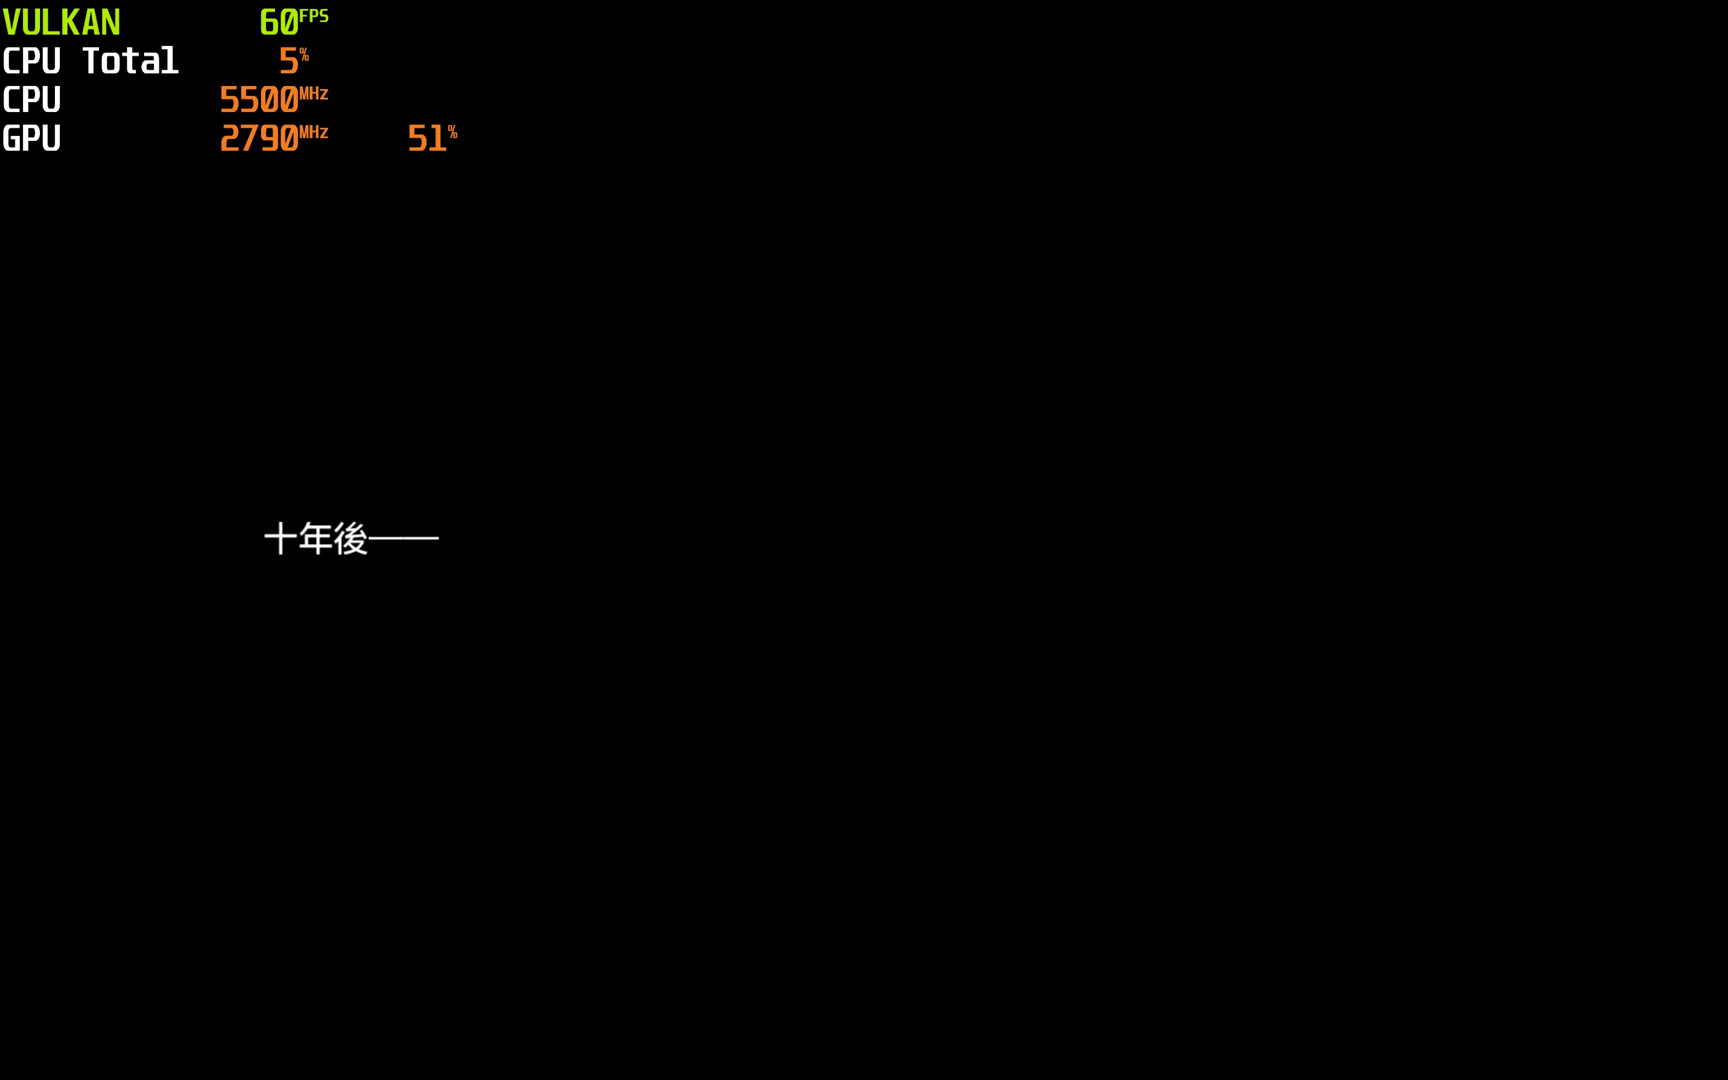 VULKAN 60FPS
CPU Total 5%
CPU 5500MHz
GPU 2790MHz 51%
十年後——